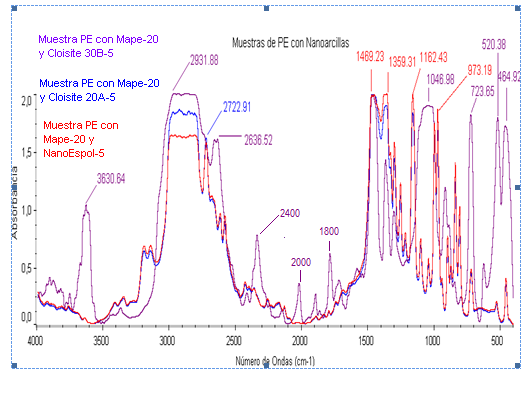 Muestra PE con Mape-20
y Cloisite 30B-5
Muestras de PE con Nanoarcillas
Muestra PE con Mape-20
y Cloisite 20A-5
Muestra PE con
Mape-20 y
NanoEspol-5
2931.88
2722.91
2636.52
3630.64
2400
2000
1800
1469.23
1359.31
1162.43
1046.98
973.19
723.65
520.38
464.92
Absorbancia
2,0
1,5
1,0
0,5
0,0
4000
3500
3000
2500
2000
1500
1000
500
Número de Ondas (cm-1)